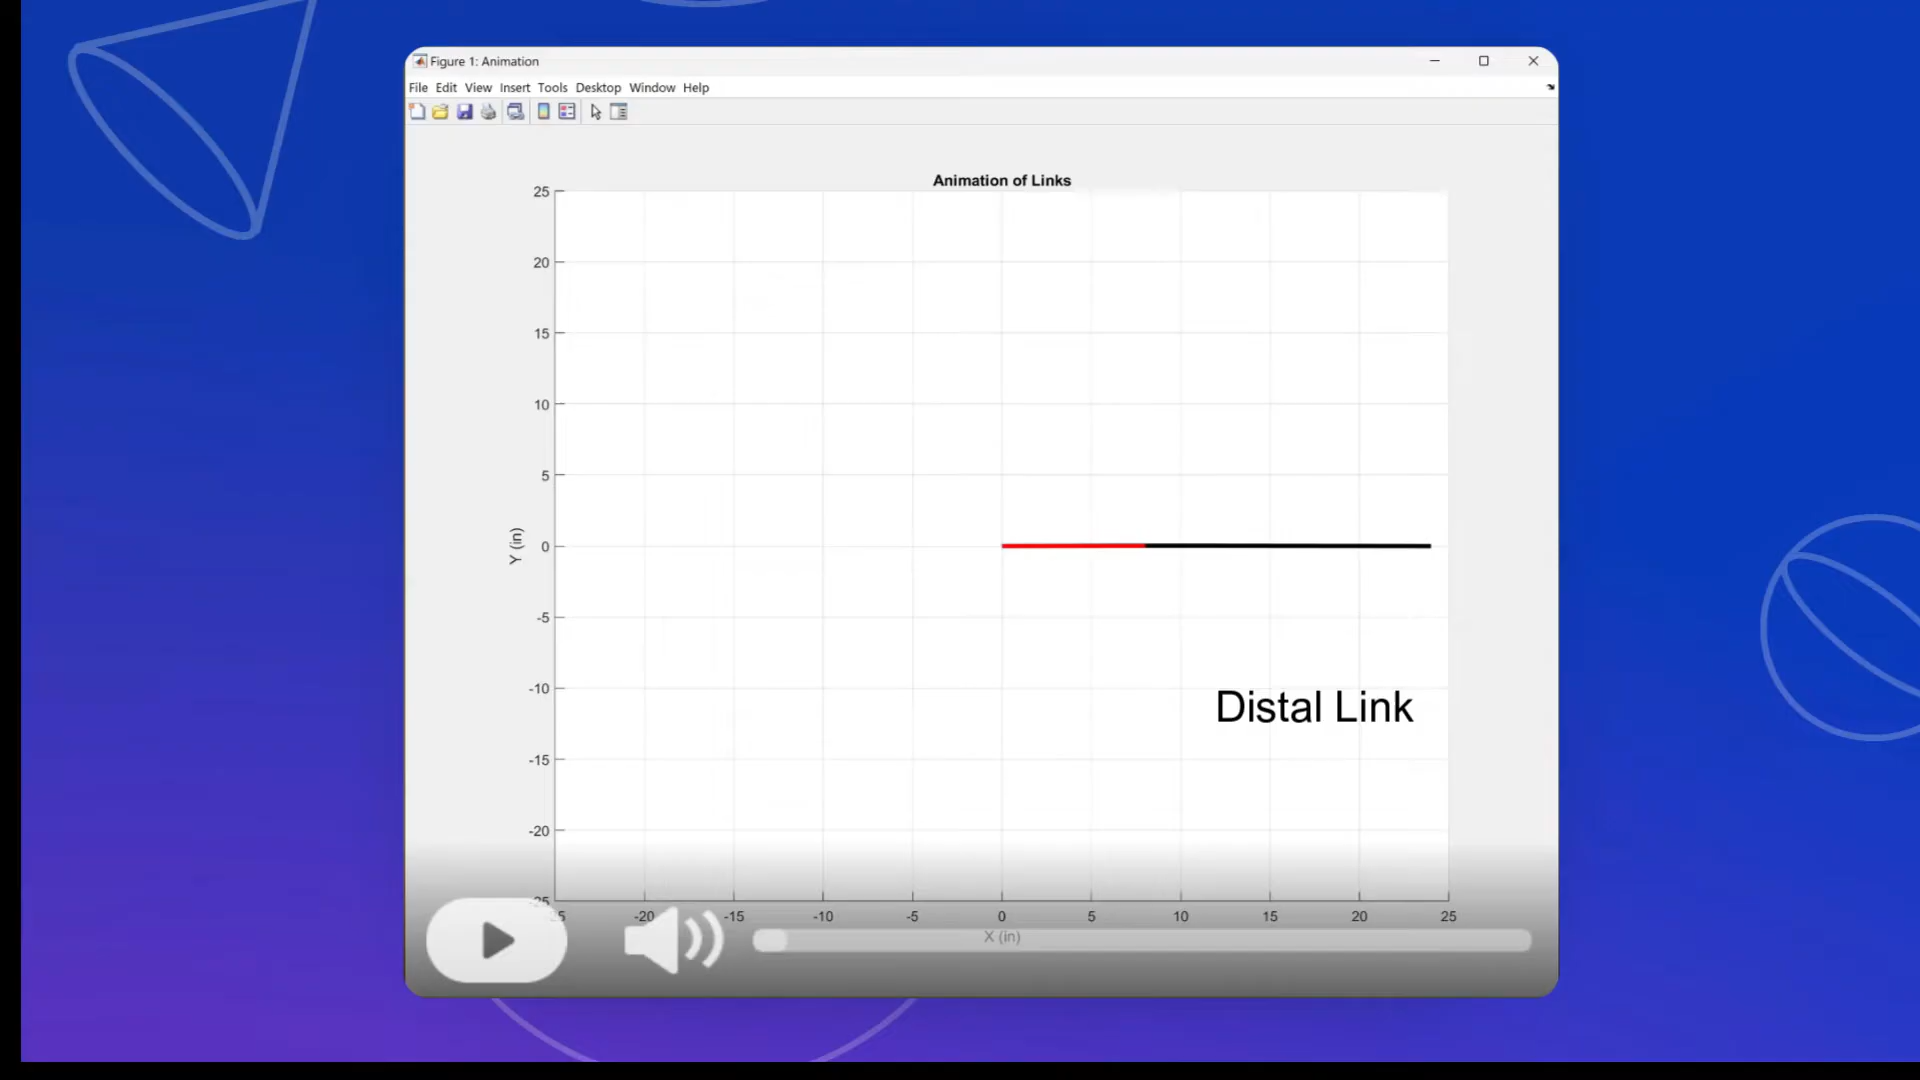 Figure 1: Animation
File Edit View Insert Tools Desktop Window Help
Animation of Links
25
20
15
10
5
0
-5
-10
-15
-20
-25
Y (in)
Distal Link
-20 -15 -10 -5 0 5 10 15 20 25
X (in)